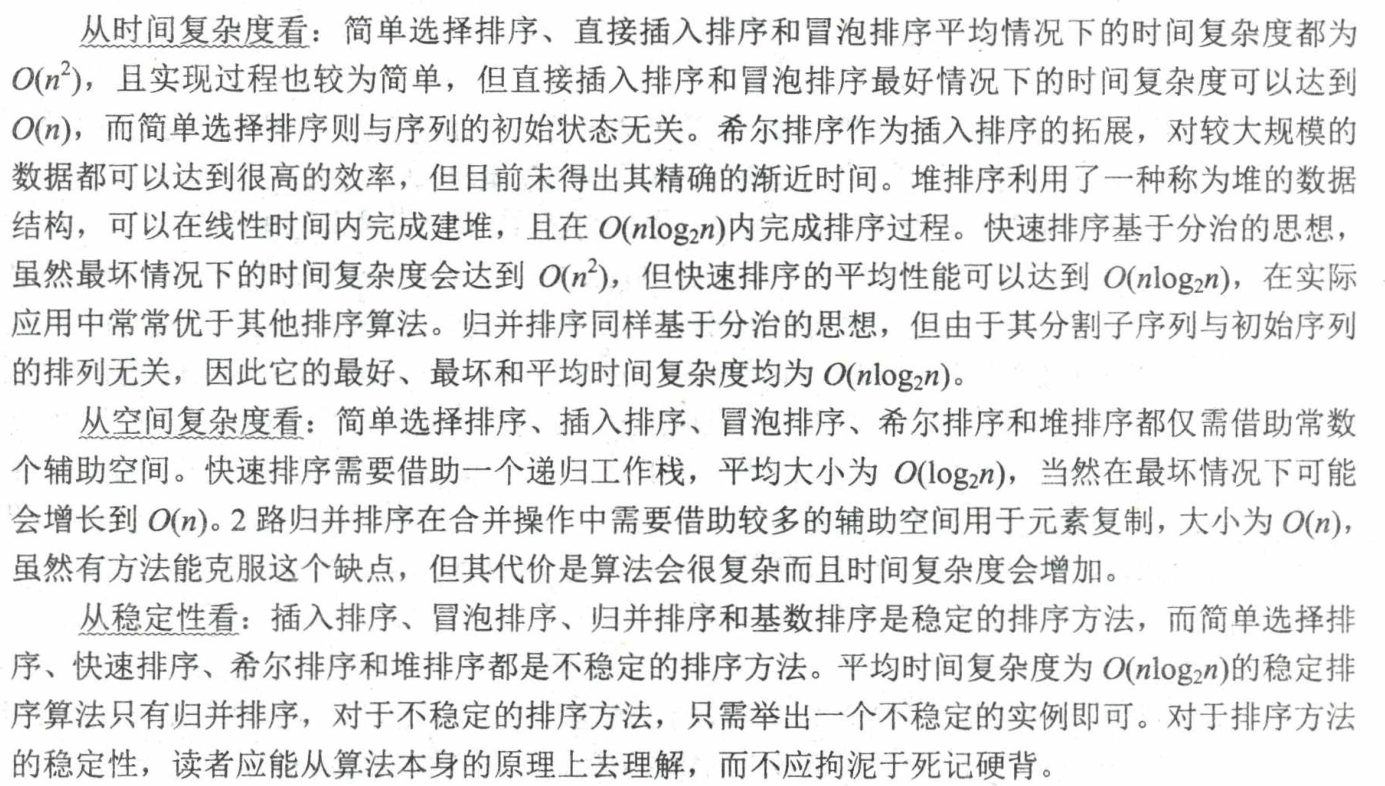 从时间复杂度看：简单选择排序、直接插入排序和冒泡排序平均情况下的时间复杂度都为
O(n²)，且实现过程也较为简单，但直接插入排序和冒泡排序最好情况下的时间复杂度可以达到
O(n)，而简单选择排序则与序列的初始状态无关。希尔排序作为插入排序的拓展，对较大规模的
数据都可以达到很高的效率，但目前未得出其精确的渐近时间。堆排序利用了一种称为堆的数据
结构，可以在线性时间内完成建堆，且在 O(nlog₂n)内完成排序过程。快速排序基于分治的思想，
虽然最坏情况下的时间复杂度会达到 O(n²)，但快速排序的平均性能可以达到 O(nlog₂n)，在实际
应用中常常优于其他排序算法。归并排序同样基于分治的思想，但由于其分割子序列与初始序列
的排列无关，因此它的最好、最坏和平均时间复杂度均为 O(nlog₂n)。
从空间复杂度看：简单选择排序、插入排序、冒泡排序、希尔排序和堆排序都仅需借助常数
个辅助空间。快速排序需要借助一个递归工作栈，平均大小为 O(log₂n)，当然在最坏情况下可能
会增长到 O(n)。2 路归并排序在合并操作中需要借助较多的辅助空间用于元素复制，大小为 O(n)，
虽然有方法能克服这个缺点，但其代价是算法会很复杂而且时间复杂度会增加。
从稳定性看：插入排序、冒泡排序、归并排序和基数排序是稳定的排序方法，而简单选择排
序、快速排序、希尔排序和堆排序都是不稳定的排序方法。平均时间复杂度为 O(nlog₂n)的稳定排
序算法只有归并排序，对于不稳定的排序方法，只需举出一个不稳定的实例即可。对于排序方法
的稳定性，读者应能从算法本身的原理上去理解，而不应拘泥于死记硬背。